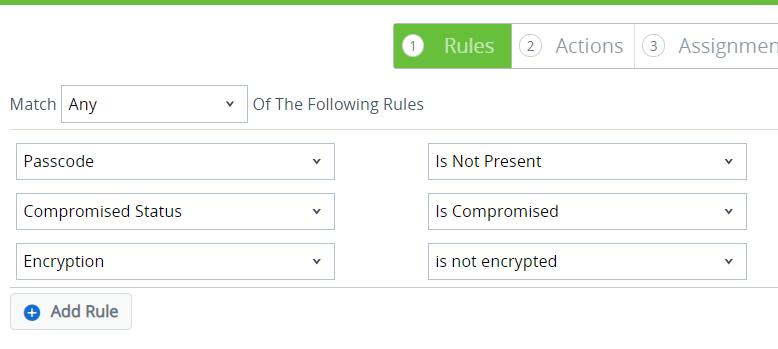 1 Rules 2 Actions 3 Assignmen
Match Any Of The Following Rules
Passcode Is Not Present
Compromised Status Is Compromised
Encryption is not encrypted
Add Rule